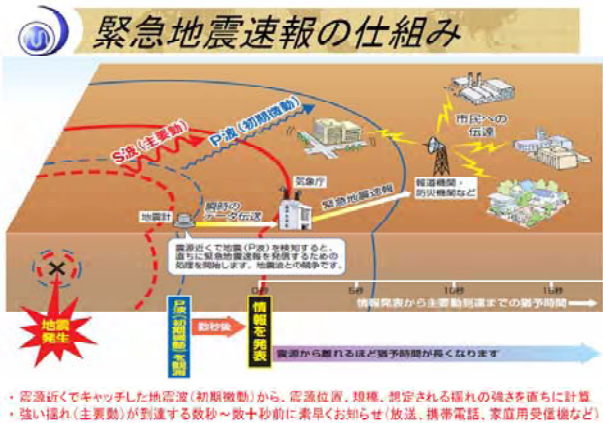 緊急地震速報の仕組み
S波(主要動)
P波(初期微動)
市民への
伝達
気象庁
緊急地震速報
報道機関・
防災機関など
地震計
瞬時の
データ伝送
震源近くで地震(P波)を検知すると、
直ちに緊急地震速報を発信するための
処理を開始します。地震波との競争です。
0秒
5秒
10秒
15秒
情報発表から主要動到達までの猶予時間
地震
発生
P波(初期微動)を観測
数秒後
情報を発表
震源から離れるほど猶予時間が長くなります
・震源近くでキャッチした地震波(初期微動)から、震源位置、規模、想定される揺れの強さを直ちに計算
・強い揺れ(主要動)が到達する数秒~数十秒前に素早くお知らせ(放送、携帯電話、家庭用受信機など)